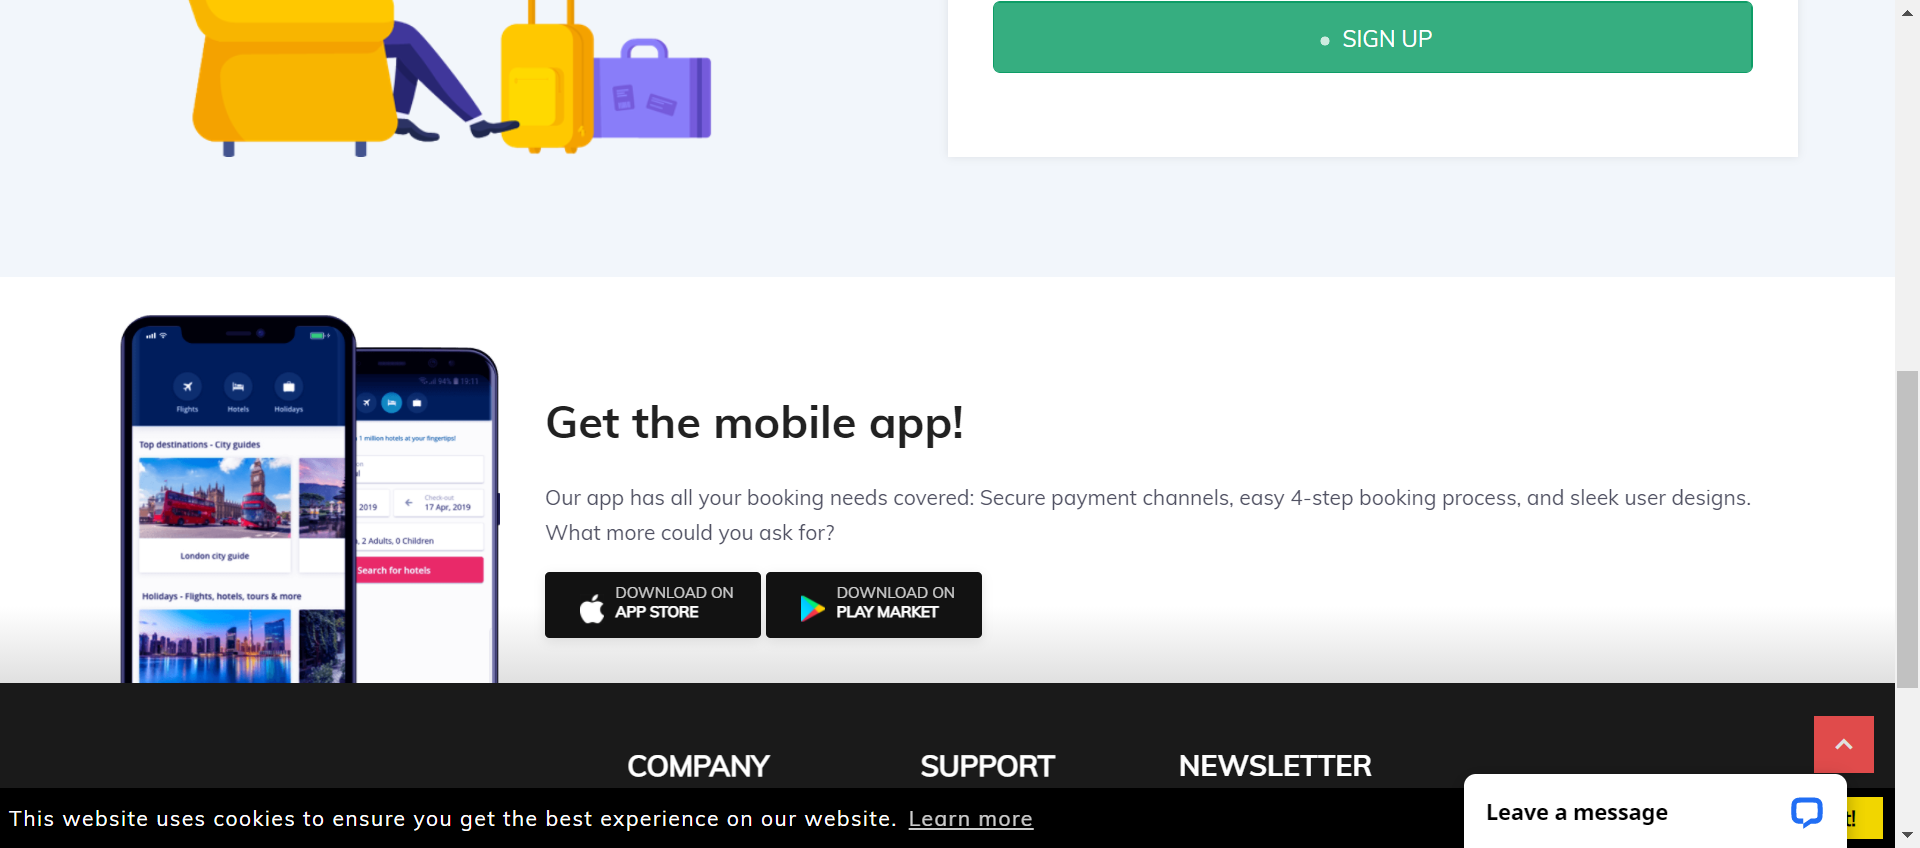 SIGN UP
Flights
Hotels
Holidays
Top destinations - City guides
London city guide
Holidays - Flights, hotels, tours & more
94% 19:11
1 million hotels at your fingertips!
2019
Check-out
17 Apr, 2019
2 Adults, 0 Children
Search for hotels
Get the mobile app!
Our app has all your booking needs covered: Secure payment channels, easy 4-step booking process, and sleek user designs.
What more could you ask for?
DOWNLOAD ON
APP STORE
DOWNLOAD ON
PLAY MARKET
COMPANY
SUPPORT
NEWSLETTER
This website uses cookies to ensure you get the best experience on our website. Learn more
Leave a message